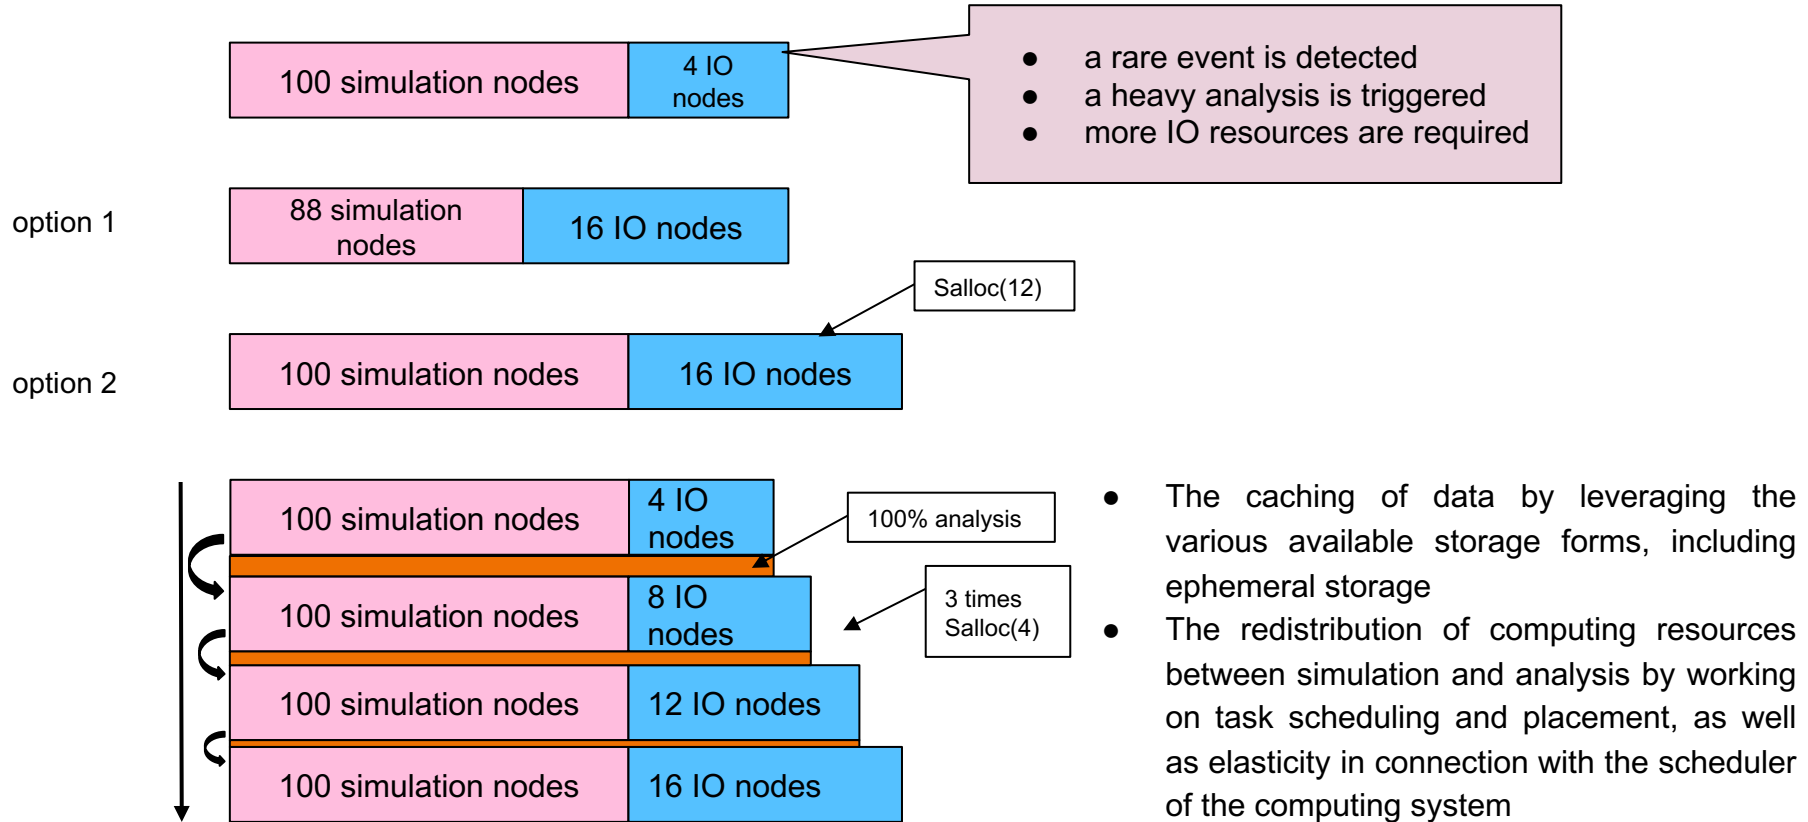 100 simulation nodes
4 IO
nodes
● a rare event is detected
● a heavy analysis is triggered
● more IO resources are required
option 1
88 simulation
nodes
16 IO nodes
Salloc(12)
option 2
100 simulation nodes
16 IO nodes
100 simulation nodes
4 IO
nodes
100% analysis
100 simulation nodes
8 IO
nodes
3 times
Salloc(4)
100 simulation nodes
12 IO nodes
100 simulation nodes
16 IO nodes
● The caching of data by leveraging the
various available storage forms, including
ephemeral storage
● The redistribution of computing resources
between simulation and analysis by working
on task scheduling and placement, as well
as elasticity in connection with the scheduler
of the computing system